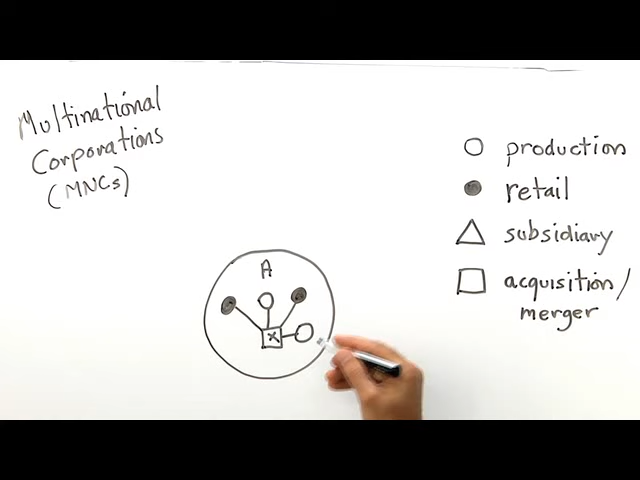 Multinational
Corporations
(MNCs)
production
retail
subsidiary
acquisition/
merger
A
X